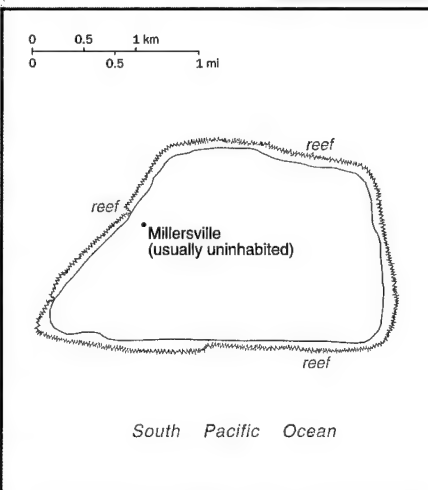 0 0.5 1 km
0 0.5 1 mi
reef
reef
Millersville
(usually uninhabited)
reef
South Pacific Ocean